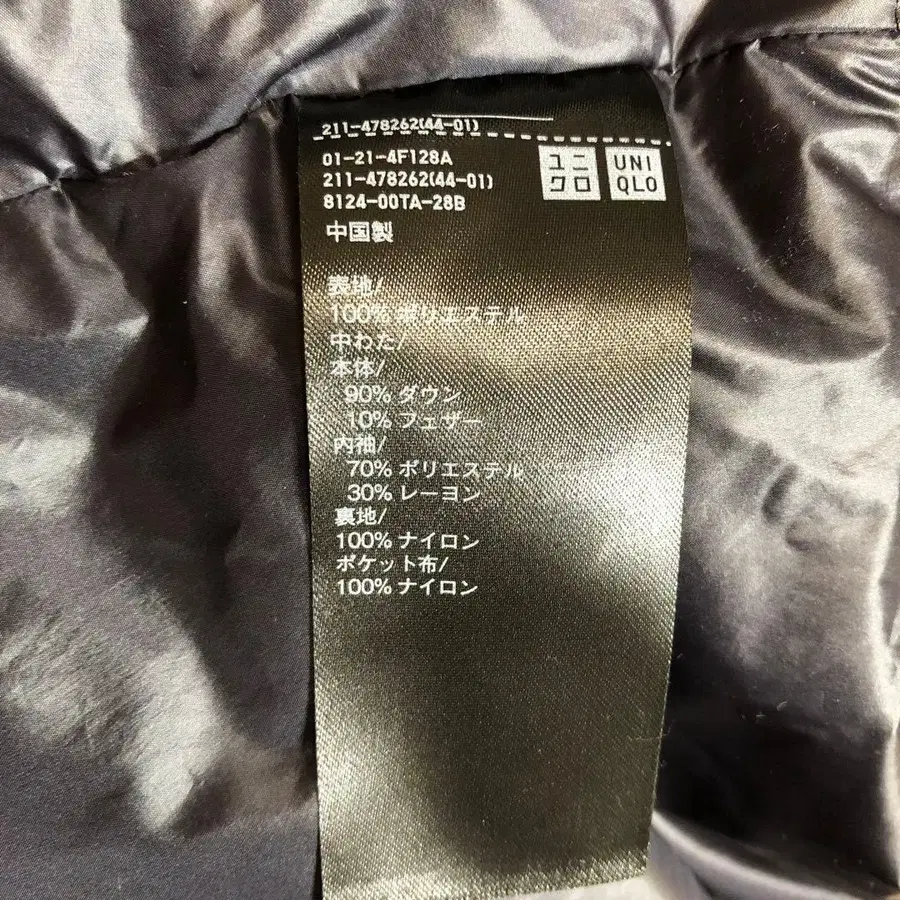 211-478262(44-01)
01-21-4F128A
211-478262(44-01)
8124-00TA-28B
ユニ
クロ
UNI
QLO
中国製
表地/
100% ポリエステル
中わた/
本体/
90% ダウン
10% フェザー
内袖/
70% ポリエステル
30% レーヨン
裏地/
100% ナイロン
ポケット布/
100% ナイロン